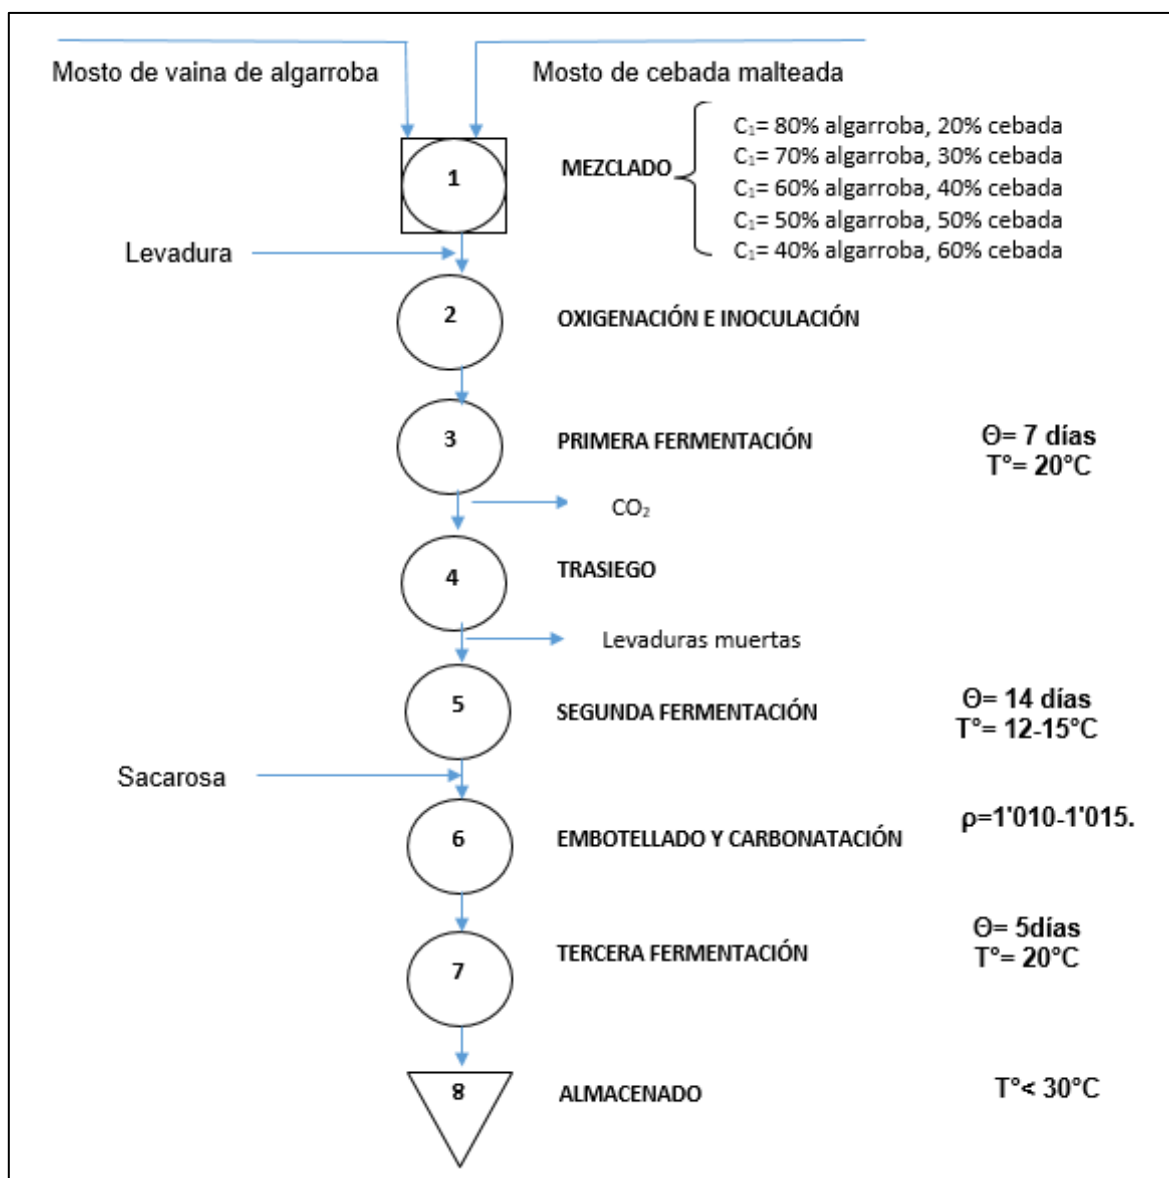 Mosto de vaina de algarroba
Mosto de cebada malteada
C₁= 80% algarroba, 20% cebada
C₁= 70% algarroba, 30% cebada
1
MEZCLADO
C₁= 60% algarroba, 40% cebada
C₁= 50% algarroba, 50% cebada
C₁= 40% algarroba, 60% cebada
Levadura
2
OXIGENACIÓN E INOCULACIÓN
3
PRIMERA FERMENTACIÓN
Θ= 7 días
T°= 20°C
CO₂
4
TRASIEGO
Levaduras muertas
5
SEGUNDA FERMENTACIÓN
Θ= 14 días
T°= 12-15°C
Sacarosa
6
EMBOTELLADO Y CARBONATACIÓN
ρ=1'010-1'015.
7
TERCERA FERMENTACIÓN
Θ= 5días
T°= 20°C
8
ALMACENADO
T°< 30°C